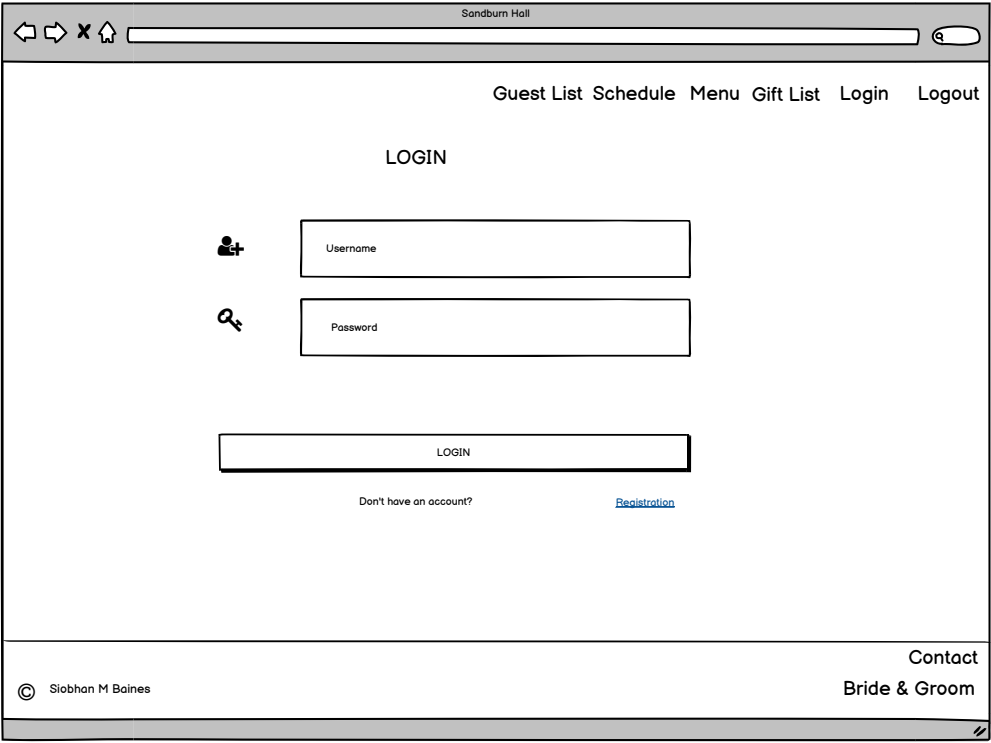 Sandburn Hall
Guest List Schedule Menu Gift List Login Logout
LOGIN
Username
Password
LOGIN
Don't have an account? Registration
Contact
© Siobhan M Baines
Bride & Groom